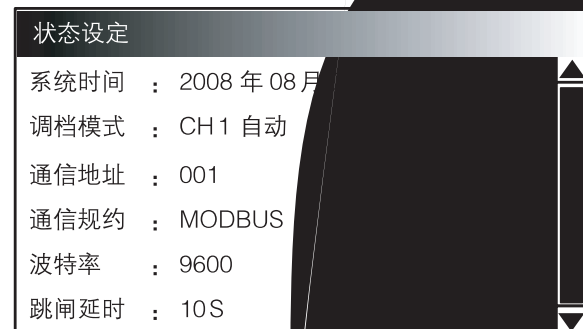 状态设定
系统时间 : 2008 年 08 月
调档模式 : CH1 自动
通信地址 : 001
通信规约 : MODBUS
波特率 : 9600
跳闸延时 : 10S